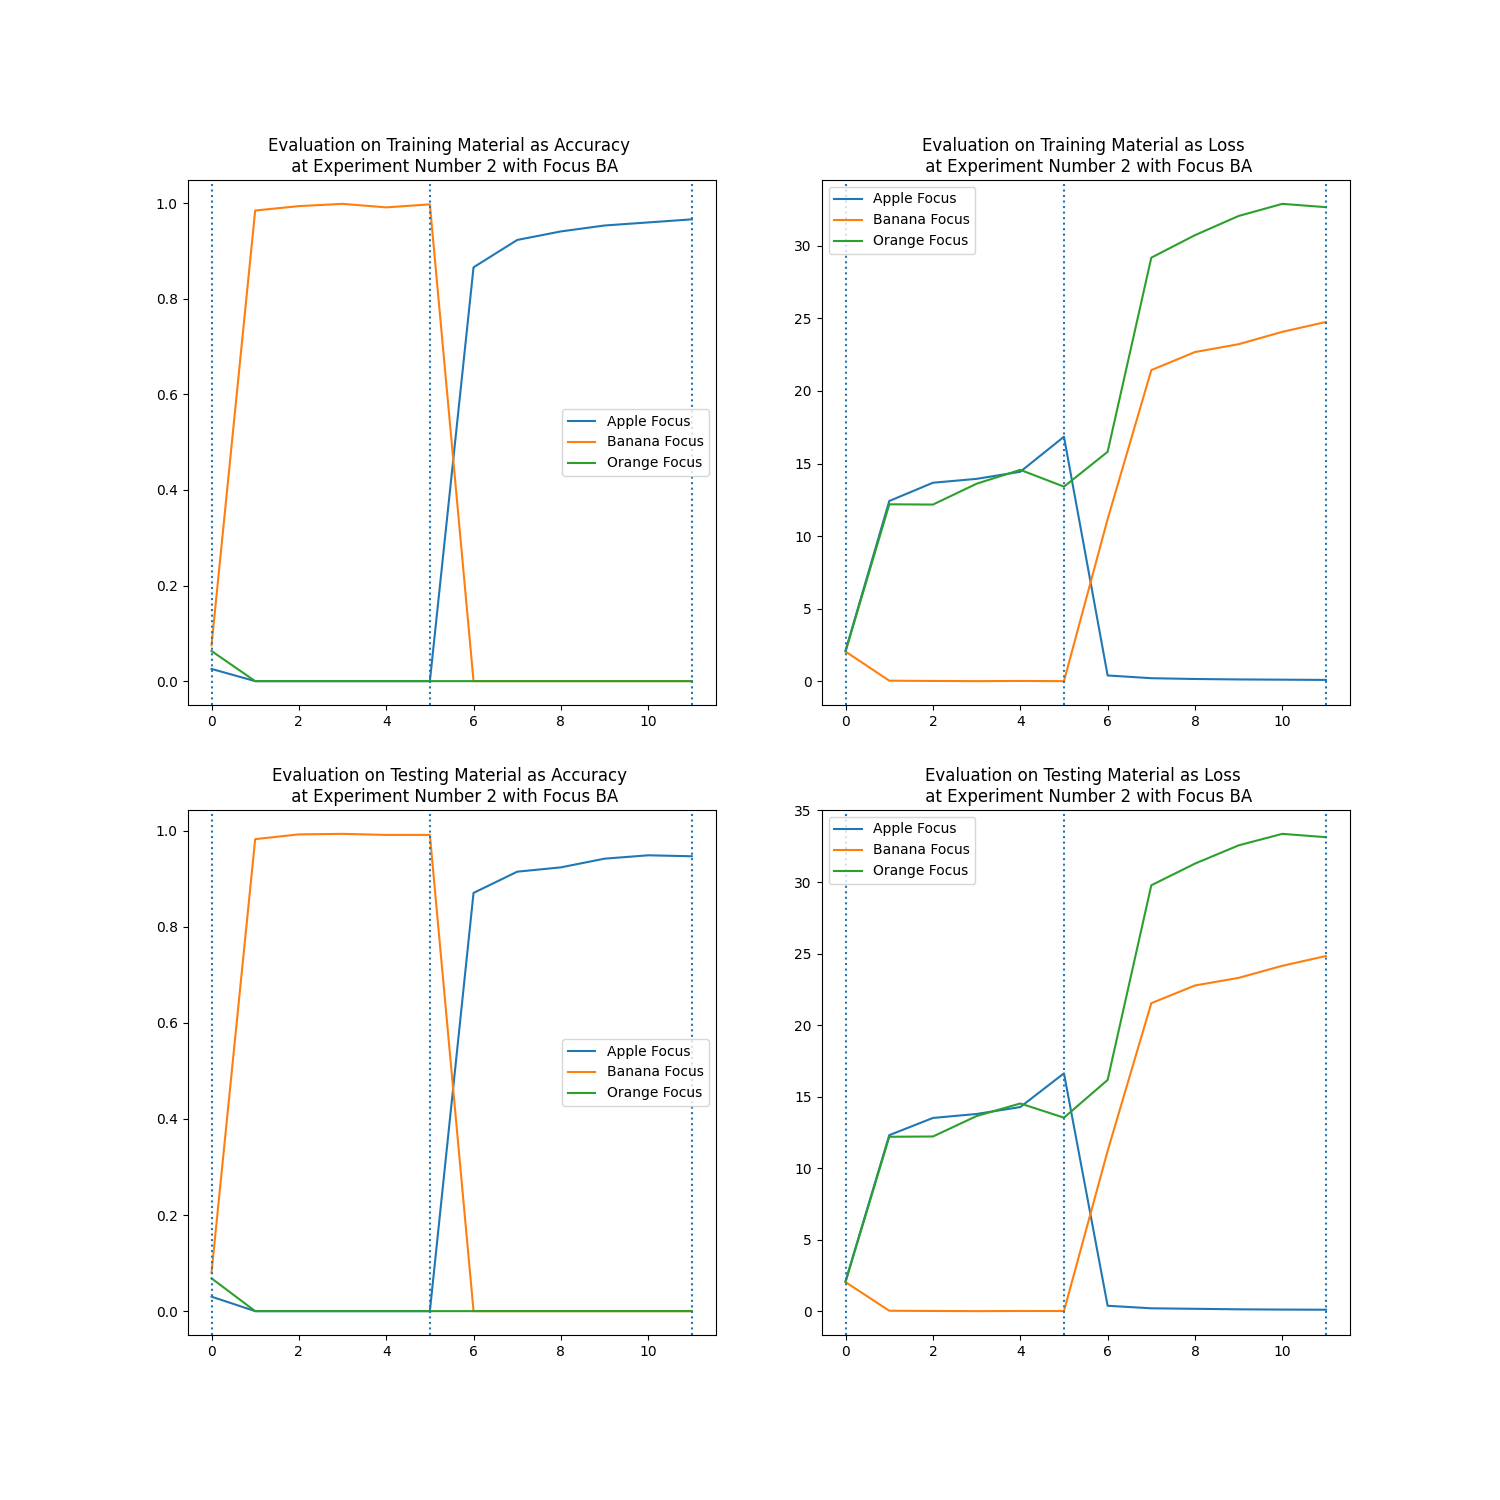 Evaluation on Training Material as Accuracy
at Experiment Number 2 with Focus BA
1.0
0.8
0.6
0.4
0.2
0.0
Apple Focus
Banana Focus
Orange Focus
0 2 4 6 8 10
Evaluation on Training Material as Loss
at Experiment Number 2 with Focus BA
Apple Focus
Banana Focus
Orange Focus
30
25
20
15
10
5
0
0 2 4 6 8 10
Evaluation on Testing Material as Accuracy
at Experiment Number 2 with Focus BA
1.0
0.8
0.6
0.4
0.2
0.0
Apple Focus
Banana Focus
Orange Focus
0 2 4 6 8 10
Evaluation on Testing Material as Loss
at Experiment Number 2 with Focus BA
35
Apple Focus
Banana Focus
Orange Focus
30
25
20
15
10
5
0
0 2 4 6 8 10